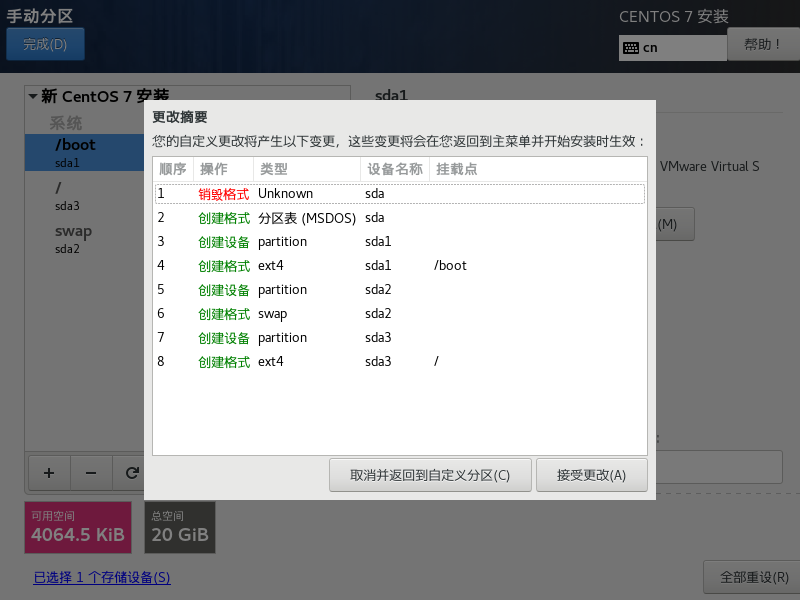 手动分区
CENTOS 7 安装
完成(D)
cn
帮助！
新 CentOS 7 安装
sda1
系统
/boot
sda1
/
sda3
swap
sda2
更改摘要
您的自定义更改将产生以下变更，这些变更将会在您返回到主菜单并开始安装时生效：
顺序 操作 类型 设备名称 挂载点
1 销毁格式 Unknown sda
2 创建格式 分区表 (MSDOS) sda
3 创建设备 partition sda1
4 创建格式 ext4 sda1 /boot
5 创建设备 partition sda2
6 创建格式 swap sda2
7 创建设备 partition sda3
8 创建格式 ext4 sda3 /
取消并返回到自定义分区(C)
接受更改(A)
VMware Virtual S
(M)
:
+ −
可用空间
4064.5 KiB
总空间
20 GiB
已选择 1 个存储设备(S)
全部重设(R)